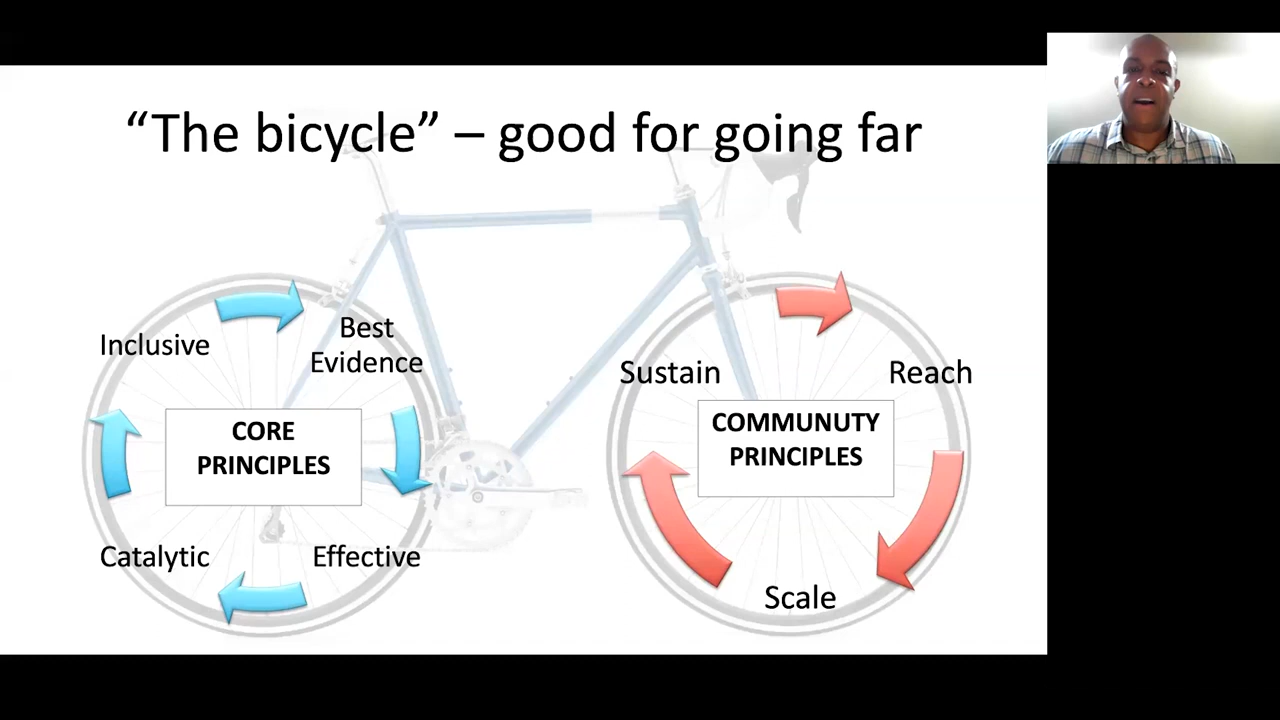 “The bicycle” – good for going far
Inclusive
Best
Evidence
CORE
PRINCIPLES
Catalytic
Effective
Sustain
Reach
COMMUNUTY
PRINCIPLES
Scale